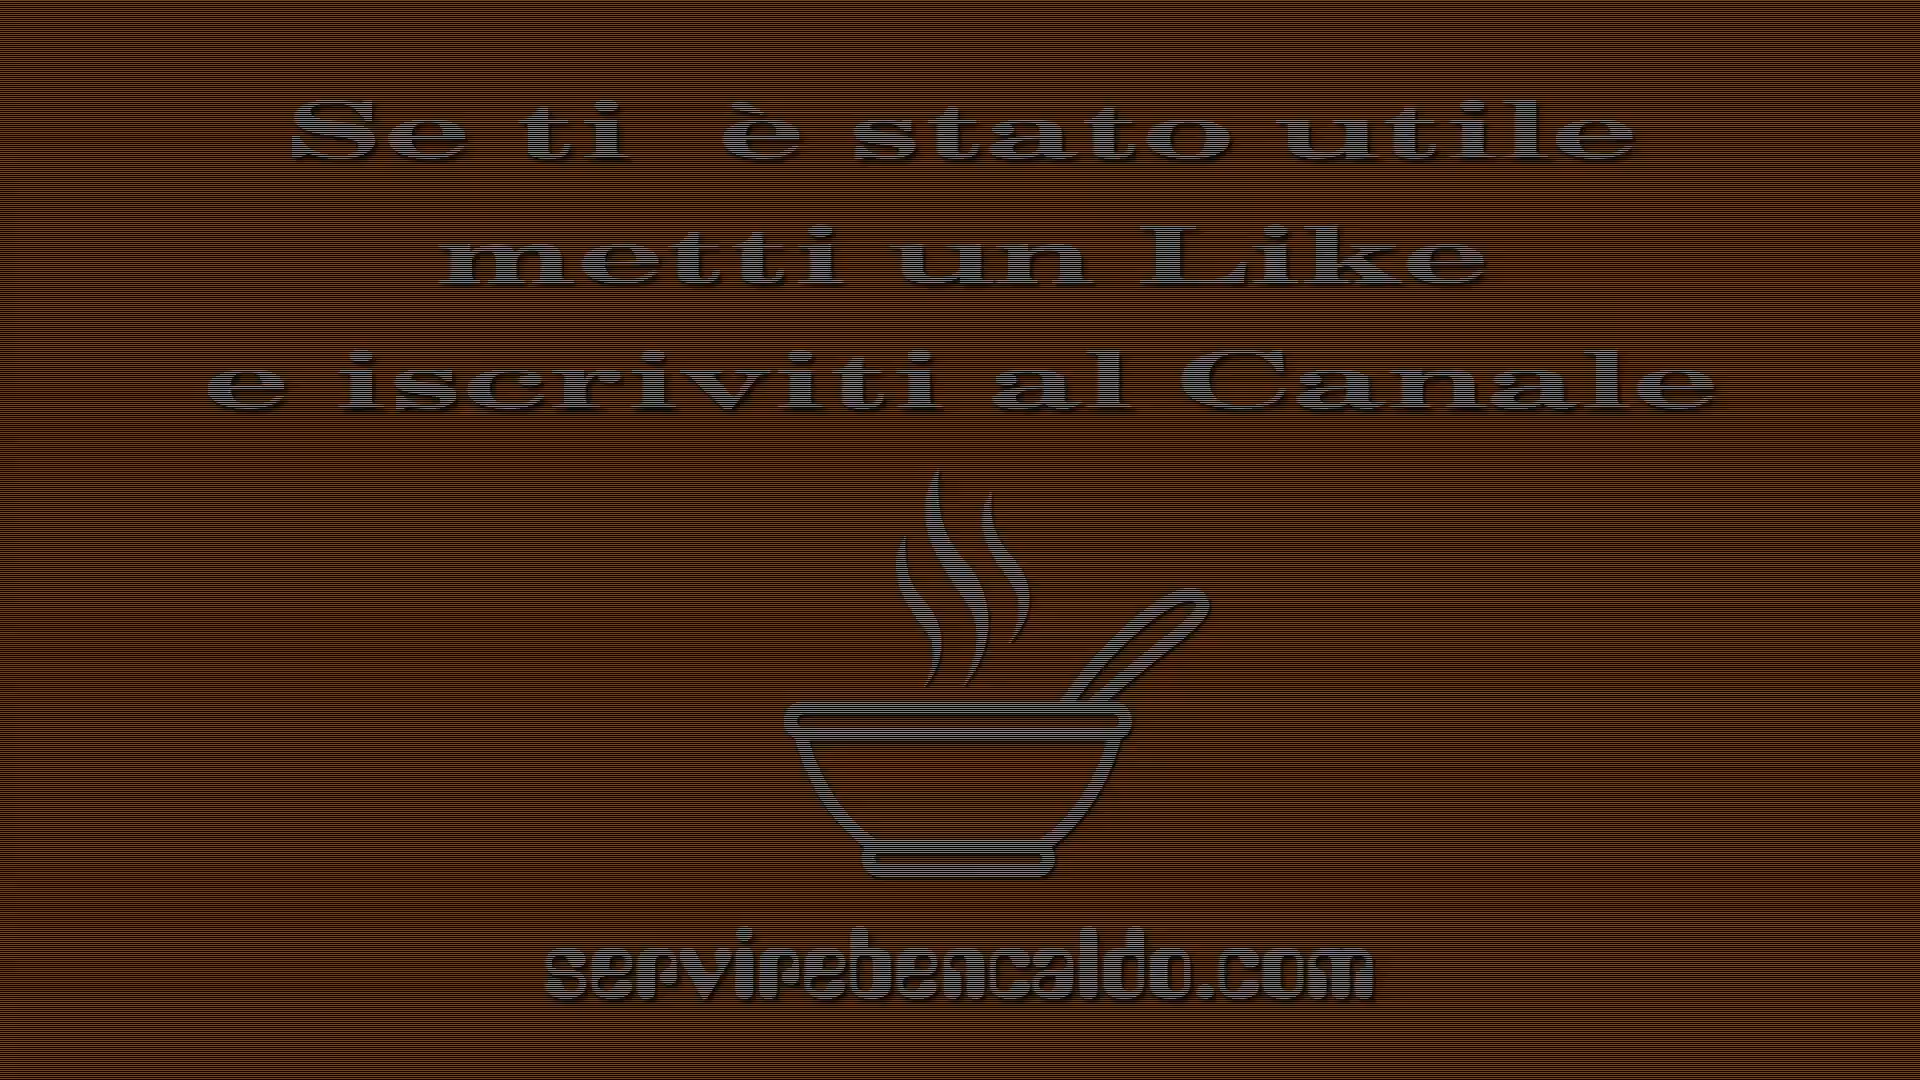 Se ti è stato utile
metti un Like
e iscriviti al Canale
servirebencaldo.com